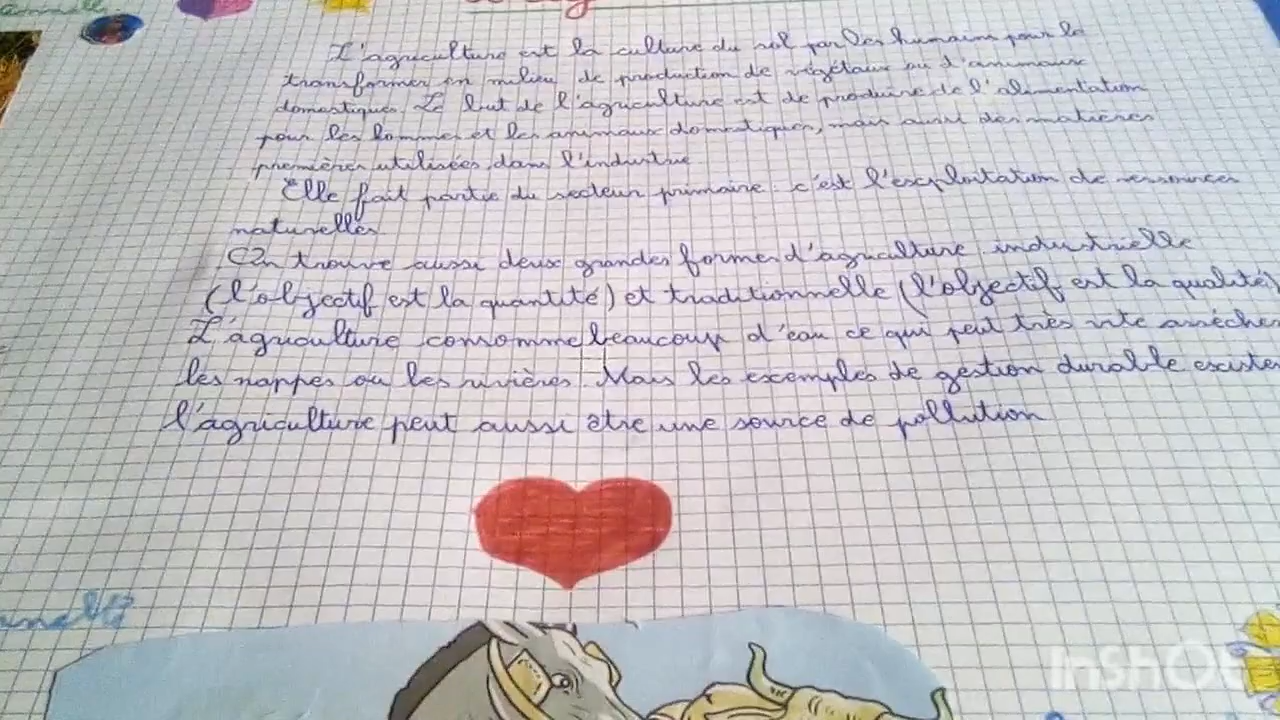 L'agriculture est la culture du sol par les humains pour le
transformer en milieu de production de végétaux ou d'animaux
domestiques. Le but de l'agriculture est de produire de l'alimentation
pour les hommes et les animaux domestiques, mais aussi des matières
premières utilisées dans l'industrie
Elle fait partie du secteur primaire : c'est l'exploitation de ressources
naturelles
On trouve aussi deux grandes formes d'agriculture industrielle
(l'objectif est la quantité) et traditionnelle (l'objectif est la qualité)
L'agriculture consomme beaucoup d'eau ce qui peut très vite assécher
les nappes ou les rivières. Mais les exemples de gestion durable existe
l'agriculture peut aussi être une source de pollution
InShOt